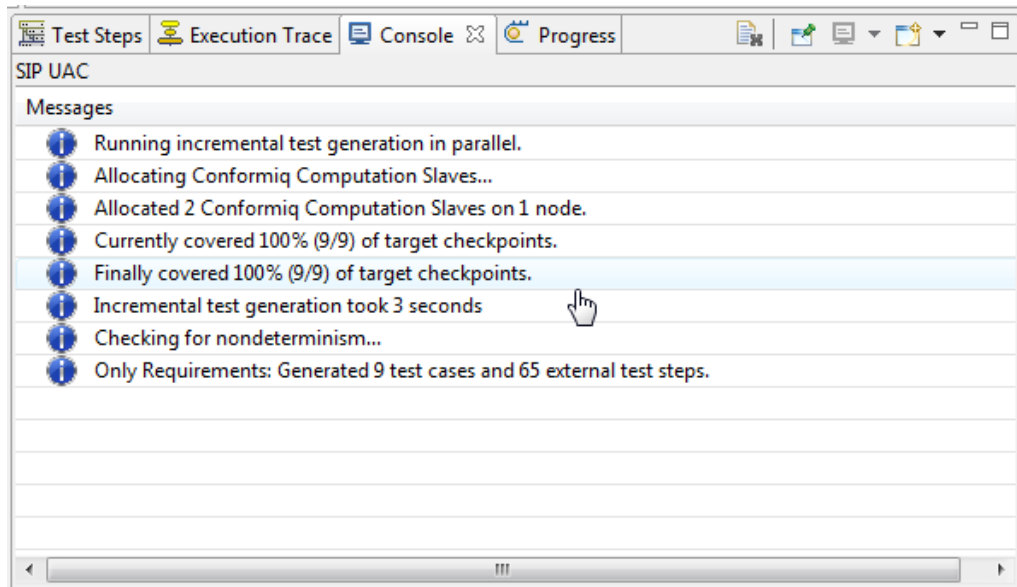 Test Steps Execution Trace Console Progress
SIP UAC
Messages
Running incremental test generation in parallel.
Allocating Conformiq Computation Slaves...
Allocated 2 Conformiq Computation Slaves on 1 node.
Currently covered 100% (9/9) of target checkpoints.
Finally covered 100% (9/9) of target checkpoints.
Incremental test generation took 3 seconds
Checking for nondeterminism...
Only Requirements: Generated 9 test cases and 65 external test steps.